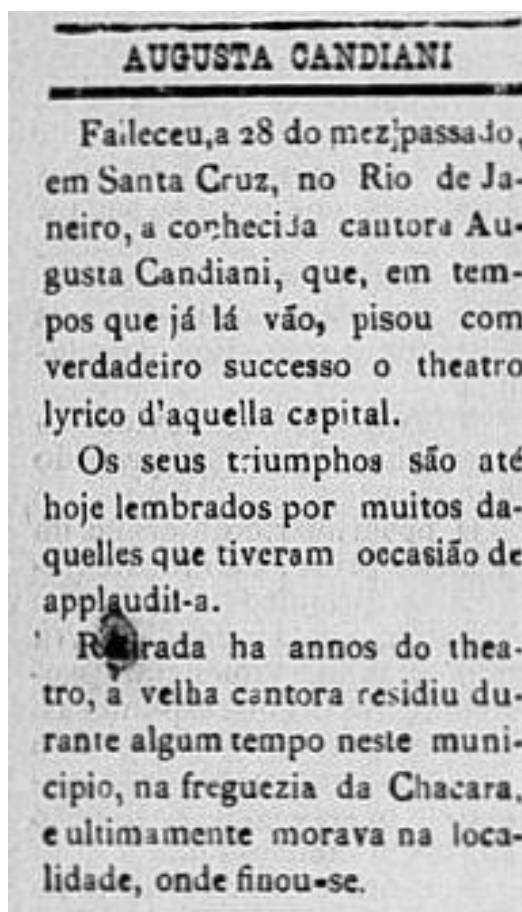 AUGUSTA CANDIANI
Falleceu, a 28 do mez passado,
em Santa Cruz, no Rio de Ja-
neiro, a conhecida cantora Au-
gusta Candiani, que, em tem-
pos que já lá vão, pisou com
verdadeiro successo o theatro
lyrico d'aquella capital.
Os seus triumphos são até
hoje lembrados por muitos da-
quelles que tiveram occasião de
applaudil-a.
Retirada ha annos do thea-
tro, a velha cantora residiu du-
rante algum tempo neste muni-
cipio, na freguezia da Chacara,
e ultimamente morava na loca-
lidade, onde finou-se.